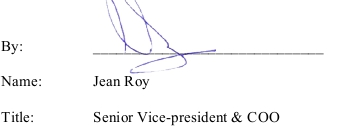 By:
Name: Jean Roy
Title: Senior Vice-president & COO